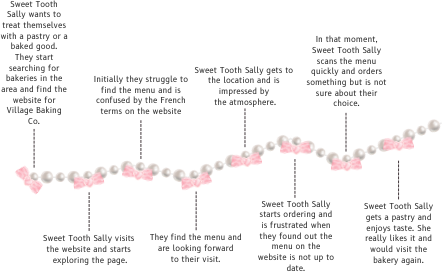 Sweet Tooth
Sally wants to
treat themselves
with a pastry or a
baked good.
They start
searching for
bakeries in the
area and find the
website for
Village Baking
Co.
Sweet Tooth Sally visits
the website and starts
exploring the page.
Initially they struggle to
find the menu and is
confused by the French
terms on the website
They find the menu and
are looking forward
to their visit.
Sweet Tooth Sally gets to
the location and is
impressed by
the atmosphere.
Sweet Tooth Sally
starts ordering and
is frustrated when
they found out the
menu on the
website is not up to
date.
In that moment,
Sweet Tooth Sally
scans the menu
quickly and orders
something but is not
sure about their
choice.
Sweet Tooth Sally
gets a pastry and
enjoys taste. She
really likes it and
would visit the
bakery again.